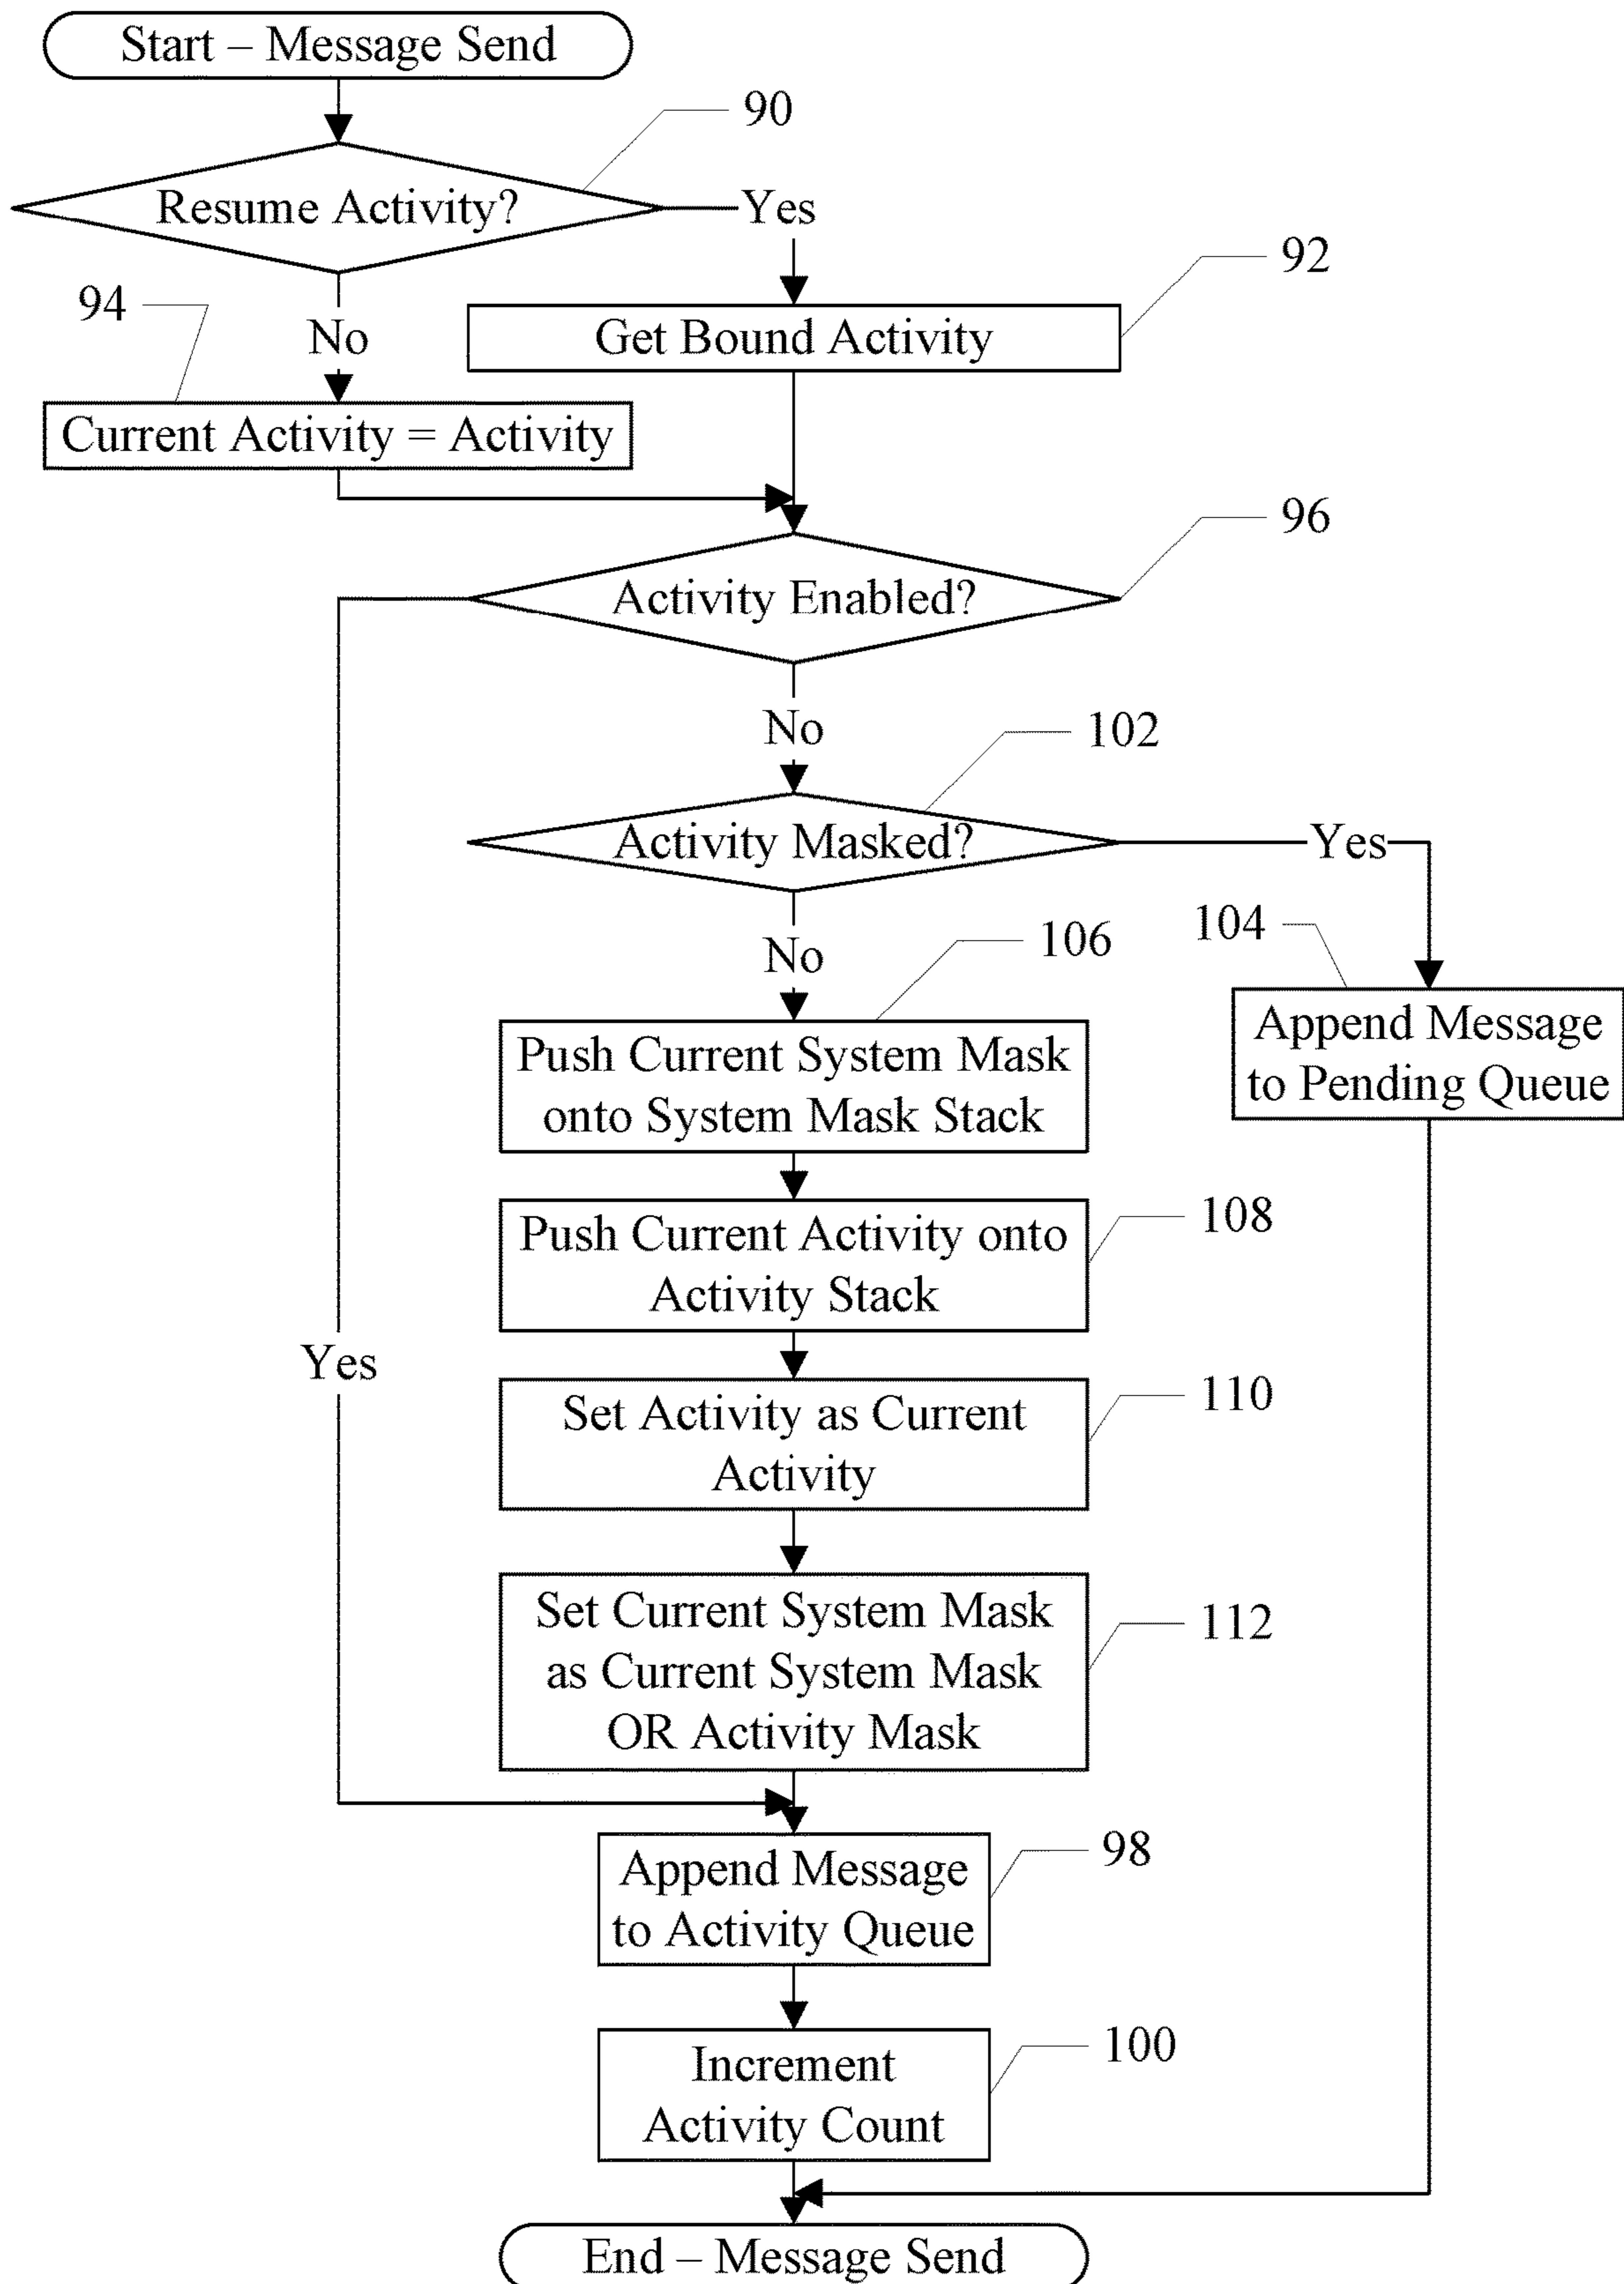 Start – Message Send
90
Resume Activity?
Yes
92
94
No
Get Bound Activity
Current Activity = Activity
96
Activity Enabled?
No
102
Activity Masked?
Yes
104
106
No
Append Message
to Pending Queue
Push Current System Mask
onto System Mask Stack
108
Push Current Activity onto
Activity Stack
Yes
110
Set Activity as Current
Activity
112
Set Current System Mask
as Current System Mask
OR Activity Mask
98
Append Message
to Activity Queue
100
Increment
Activity Count
End – Message Send